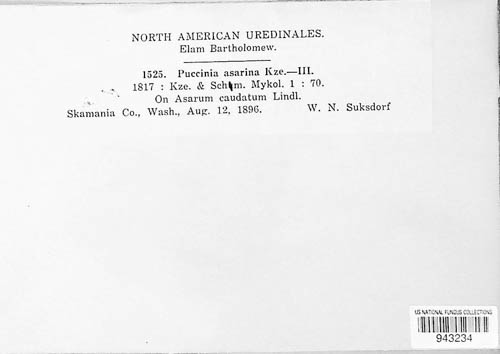 NORTH AMERICAN UREDINALES.
Elam Bartholomew.
1525. Puccinia asarina Kze.—III.
1817 : Kze. & Schm. Mykol. 1 : 70.
On Asarum caudatum Lindl.
Skamania Co., Wash., Aug. 12, 1896. W. N. Suksdorf
US NATIONAL FUNGUS COLLECTIONS
943234